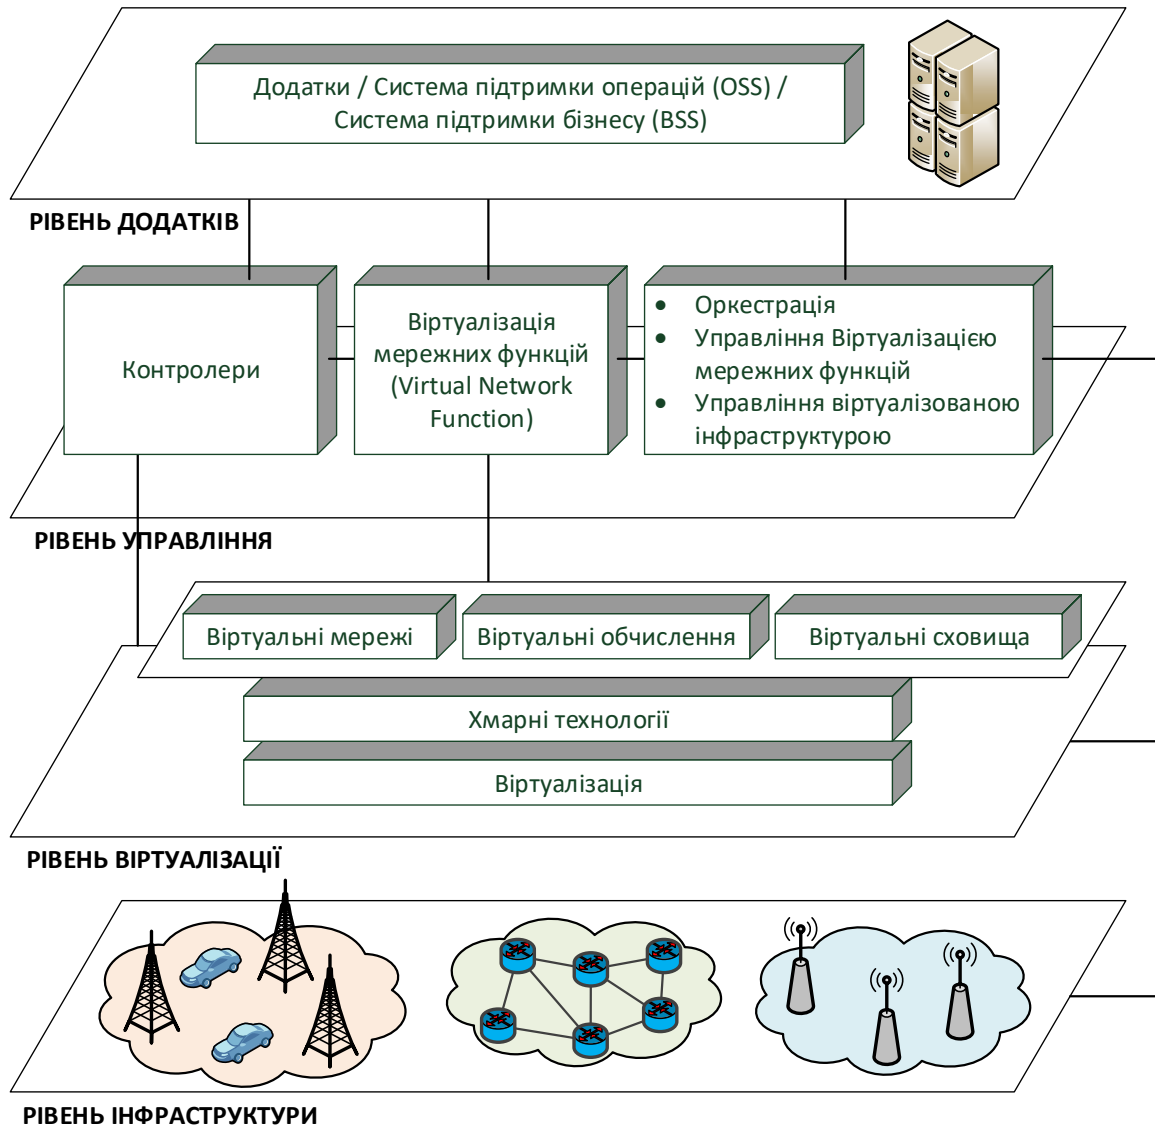 Додатки / Система підтримки операцій (OSS) /
Система підтримки бізнесу (BSS)
РІВЕНЬ ДОДАТКІВ
Контролери
Віртуалізація
мережних функцій
(Virtual Network
Function)
• Оркестрація
• Управління Віртуалізацією
мережних функцій
• Управління віртуалізованою
інфраструктурою
РІВЕНЬ УПРАВЛІННЯ
Віртуальні мережі
Віртуальні обчислення
Віртуальні сховища
Хмарні технології
Віртуалізація
РІВЕНЬ ВІРТУАЛІЗАЦІЇ
РІВЕНЬ ІНФРАСТРУКТУРИ